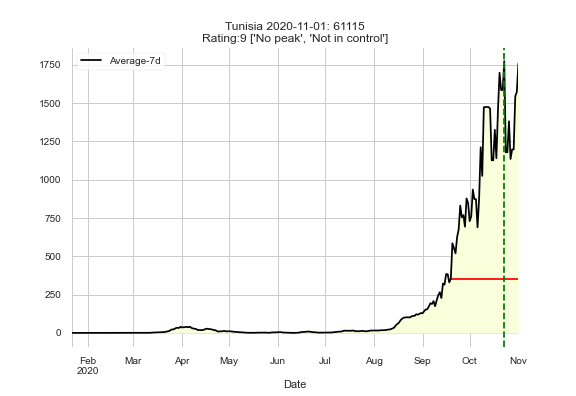 Tunisia 2020-11-01: 61115
Rating:9 ['No peak', 'Not in control']
Average-7d
1750
1500
1250
1000
750
500
250
0
Feb Mar Apr May Jun Jul Aug Sep Oct Nov
2020
Date